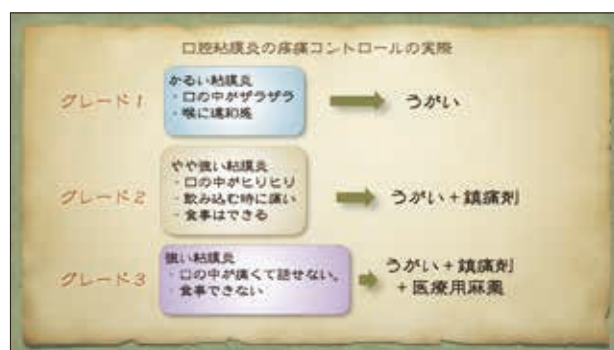 口腔粘膜炎の疼痛コントロールの実際
グレード1
かるい粘膜炎
・口の中がザラザラ
・喉に違和感
うがい
グレード2
やや強い粘膜炎
・口の中がヒリヒリ
・飲み込む時に痛い
・食事はできる
うがい+鎮痛剤
グレード3
強い粘膜炎
・口の中が痛くて話せない。
・食事できない
うがい+鎮痛剤
+医療用麻薬